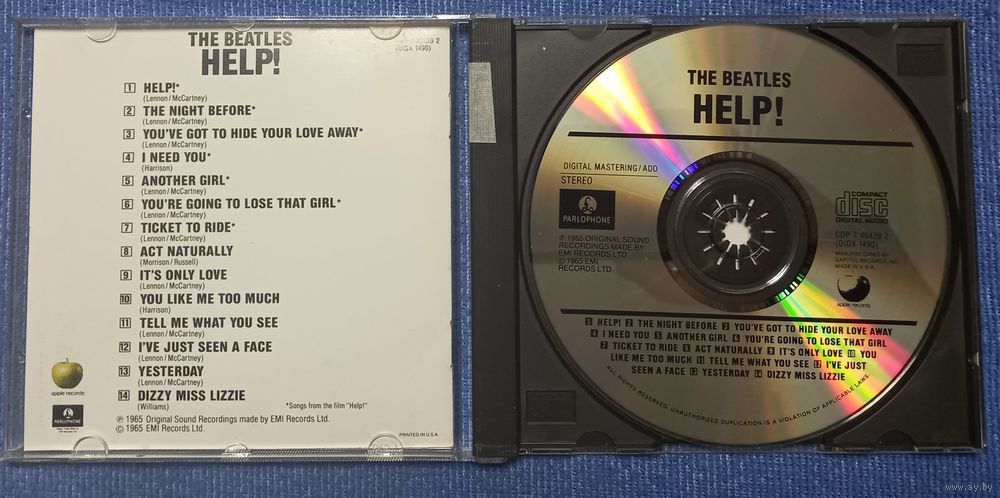 THE BEATLES
HELP!
46439 2
(DIDX 1490)
1 HELP!*
(Lennon/McCartney)
2 THE NIGHT BEFORE*
(Lennon/McCartney)
3 YOU'VE GOT TO HIDE YOUR LOVE AWAY*
(Lennon/McCartney)
4 I NEED YOU*
(Harrison)
5 ANOTHER GIRL*
(Lennon/McCartney)
6 YOU'RE GOING TO LOSE THAT GIRL*
(Lennon/McCartney)
7 TICKET TO RIDE*
(Lennon/McCartney)
8 ACT NATURALLY
(Morrison/Russell)
9 IT'S ONLY LOVE
(Lennon/McCartney)
10 YOU LIKE ME TOO MUCH
(Harrison)
11 TELL ME WHAT YOU SEE
(Lennon/McCartney)
12 I'VE JUST SEEN A FACE
(Lennon/McCartney)
13 YESTERDAY
(Lennon/McCartney)
14 DIZZY MISS LIZZIE
(Williams)
*Songs from the film "Help!"
apple records
PARLOPHONE
℗ 1965 Original Sound Recordings made by EMI Records Ltd.
© 1965 EMI Records Ltd.
PRINTED IN U.S.A.
THE BEATLES
HELP!
DIGITAL MASTERING/ADD
STEREO
PARLOPHONE
℗ 1965 ORIGINAL SOUND
RECORDINGS MADE BY
EMI RECORDS LTD
© 1965 EMI
RECORDS LTD.
COMPACT
disc
DIGITAL AUDIO
CDP 7 46439 2
(DIDX 1490)
MANUFACTURED BY
CAPITOL RECORDS, INC.
MADE IN U.S.A.
apple records
1 HELP! 2 THE NIGHT BEFORE 3 YOU'VE GOT TO HIDE YOUR LOVE AWAY
4 I NEED YOU 5 ANOTHER GIRL 6 YOU'RE GOING TO LOSE THAT GIRL
7 TICKET TO RIDE 8 ACT NATURALLY 9 IT'S ONLY LOVE 10 YOU
LIKE ME TOO MUCH 11 TELL ME WHAT YOU SEE 12 I'VE JUST
SEEN A FACE 13 YESTERDAY 14 DIZZY MISS LIZZIE
ALL RIGHTS RESERVED. UNAUTHORIZED DUPLICATION IS A VIOLATION OF APPLICABLE LAWS.
www.ay.by